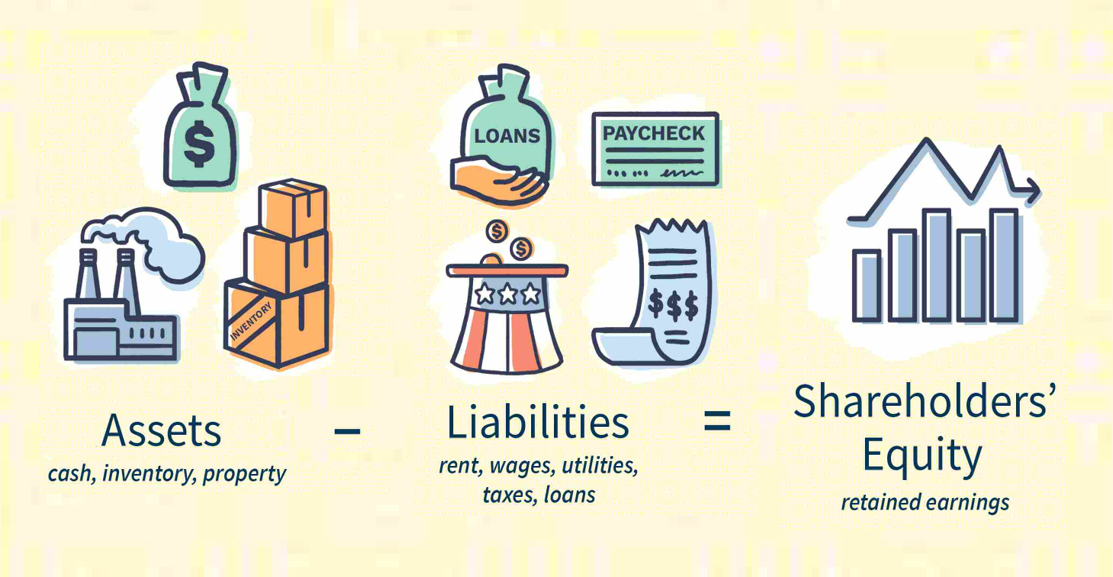 $
INVENTORY
Assets
cash, inventory, property
–
LOANS
PAYCHECK
$ $
$$$
Liabilities
rent, wages, utilities,
taxes, loans
=
Shareholders’
Equity
retained earnings